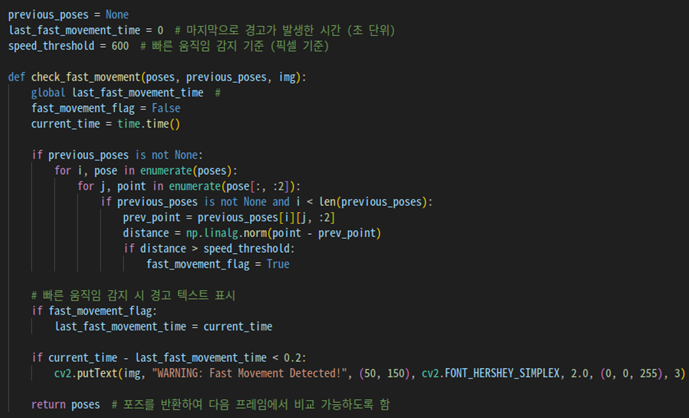 previous_poses = None
last_fast_movement_time = 0  # 마지막으로 경고가 발생한 시간 (초 단위)
speed_threshold = 600  # 빠른 움직임 감지 기준 (픽셀 기준)

def check_fast_movement(poses, previous_poses, img):
    global last_fast_movement_time  #
    fast_movement_flag = False
    current_time = time.time()

    if previous_poses is not None:
        for i, pose in enumerate(poses):
            for j, point in enumerate(pose[:, :2]):
                if previous_poses is not None and i < len(previous_poses):
                    prev_point = previous_poses[i][j, :2]
                    distance = np.linalg.norm(point - prev_point)
                    if distance > speed_threshold:
                        fast_movement_flag = True

    # 빠른 움직임 감지 시 경고 텍스트 표시
    if fast_movement_flag:
        last_fast_movement_time = current_time

    if current_time - last_fast_movement_time < 0.2:
        cv2.putText(img, "WARNING: Fast Movement Detected!", (50, 150), cv2.FONT_HERSHEY_SIMPLEX, 2.0, (0, 0, 255), 3)

    return poses  # 포즈를 반환하여 다음 프레임에서 비교 가능하도록 함